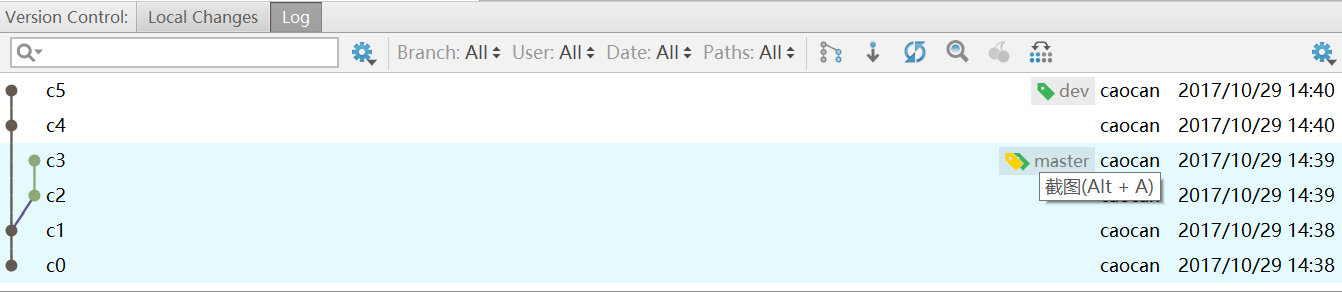 Version Control: Local Changes Log
Branch: All User: All Date: All Paths: All
c5 dev caocan 2017/10/29 14:40
c4 caocan 2017/10/29 14:40
c3 master caocan 2017/10/29 14:39
截图(Alt + A)
c2 caocan 2017/10/29 14:39
c1 caocan 2017/10/29 14:38
c0 caocan 2017/10/29 14:38